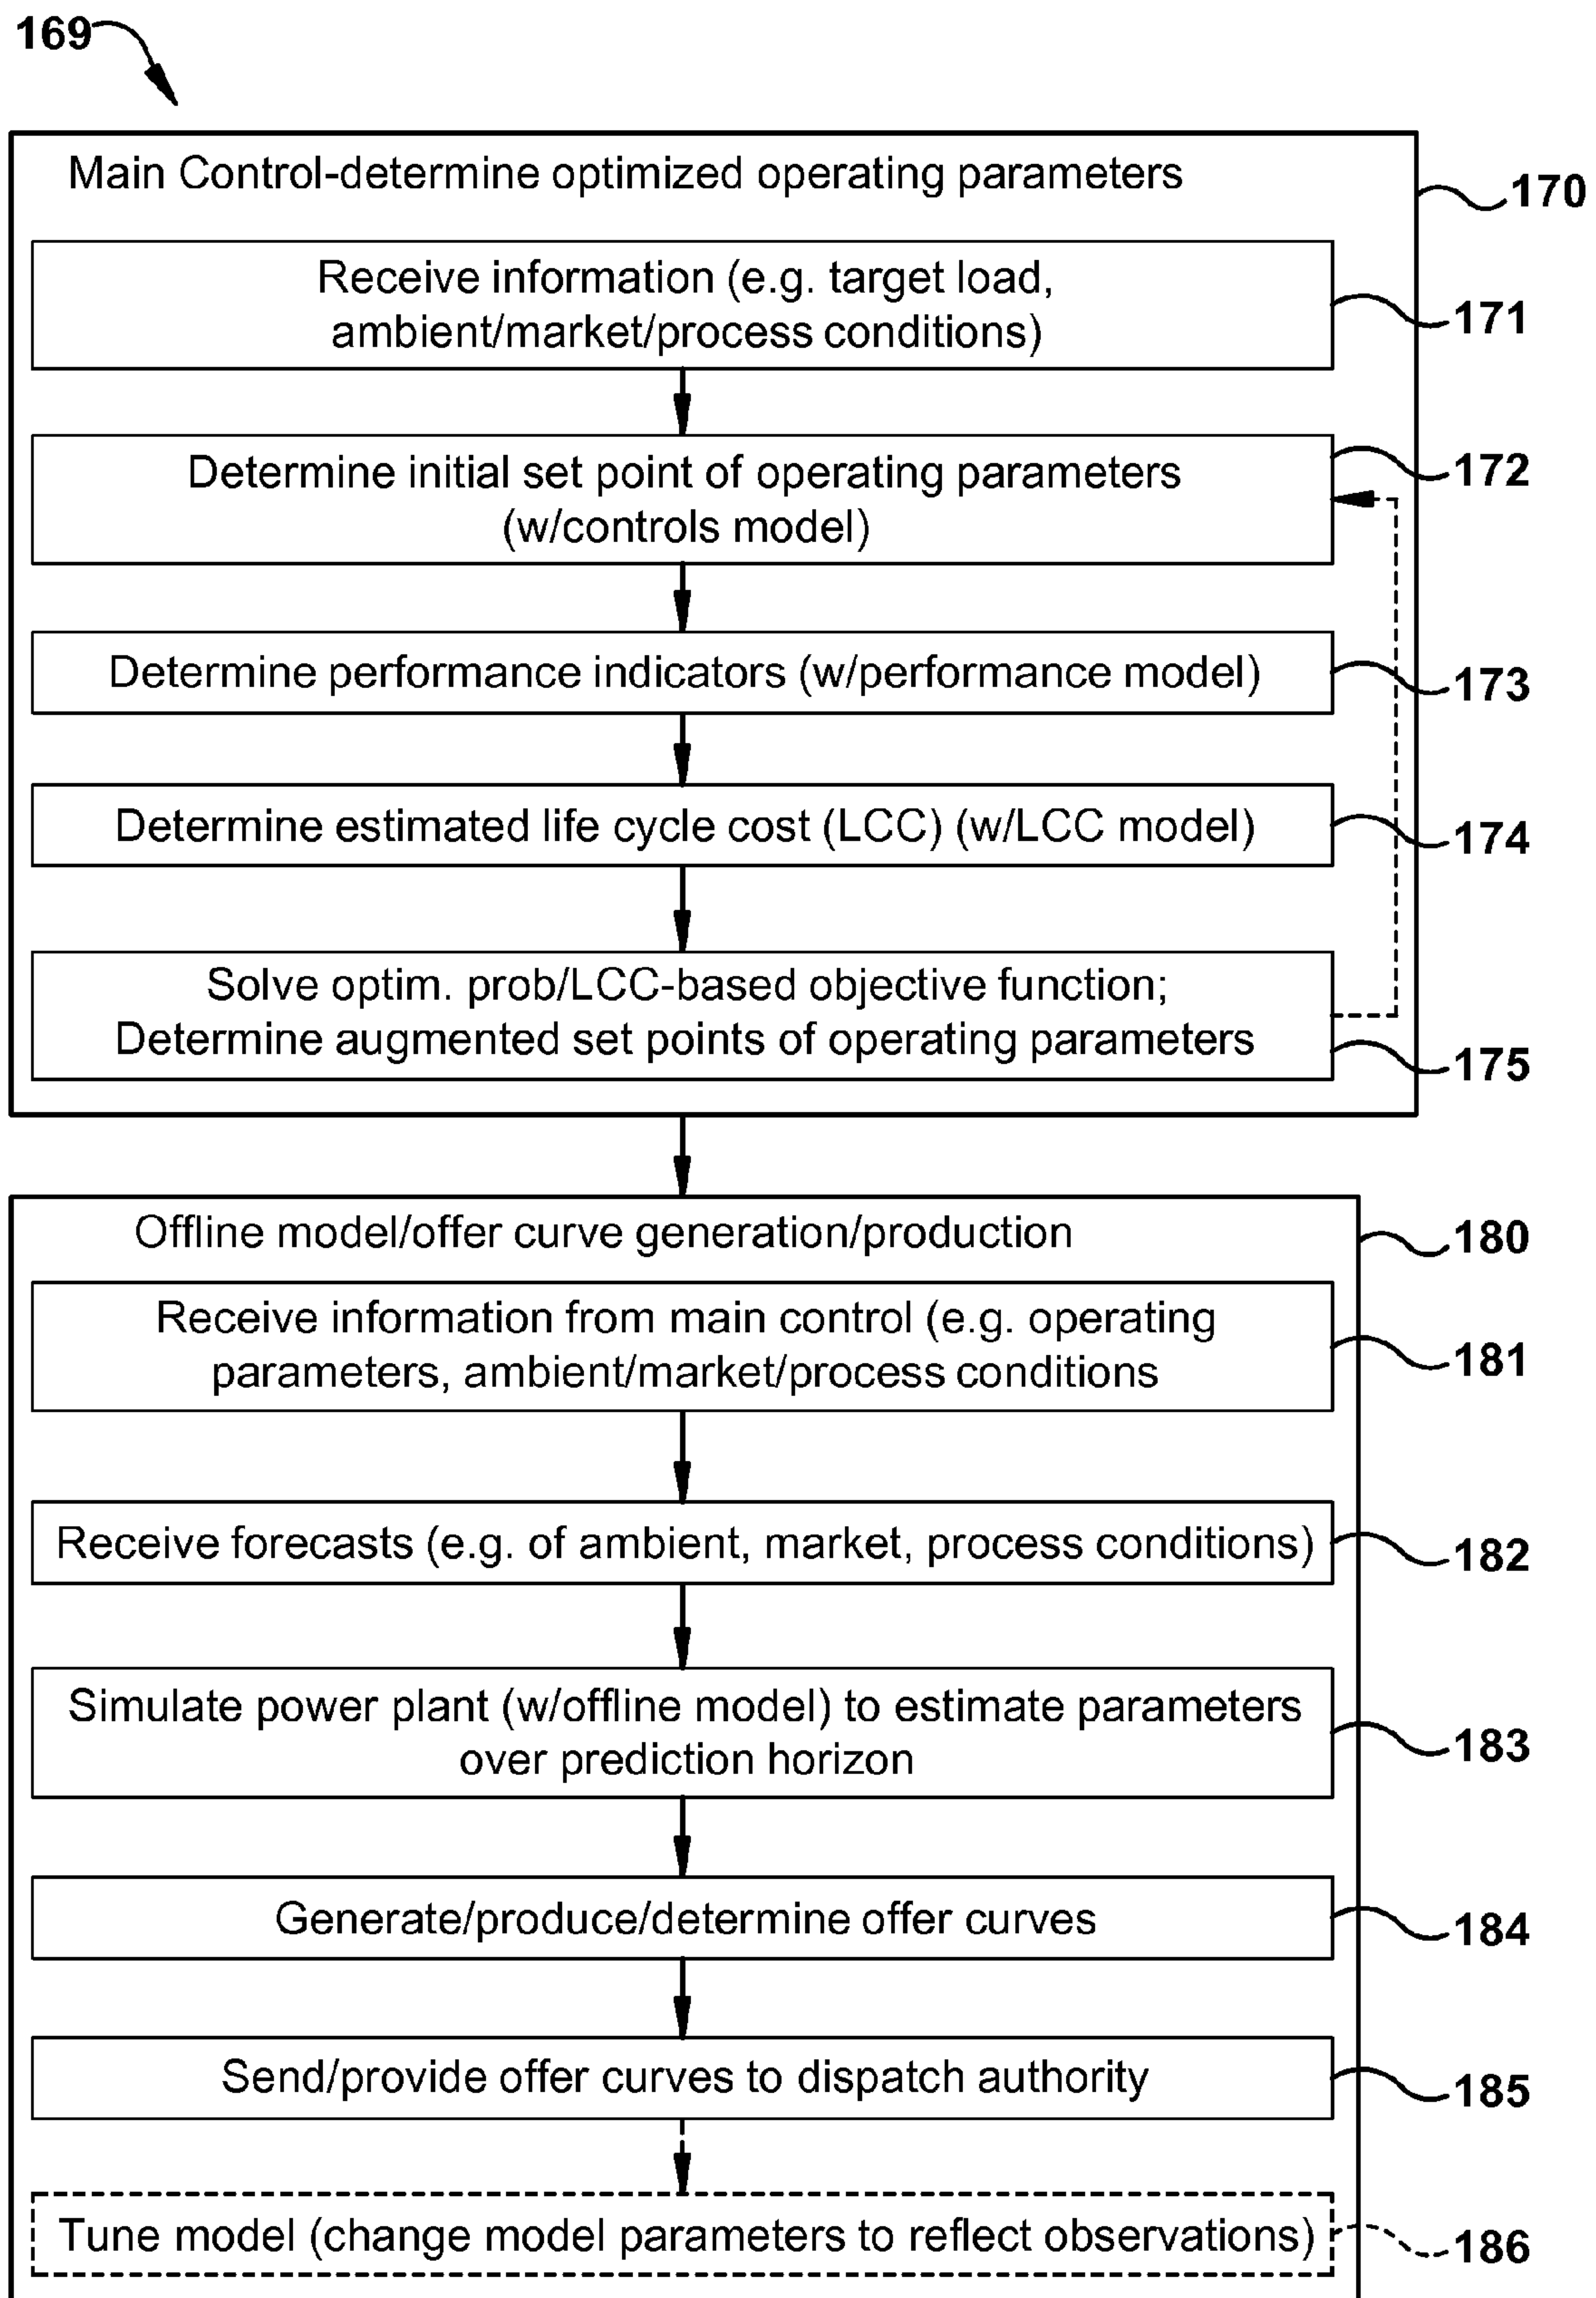 169
Main Control-determine optimized operating parameters
170
Receive information (e.g. target load,
ambient/market/process conditions)
171
Determine initial set point of operating parameters
(w/controls model)
172
Determine performance indicators (w/performance model)
173
Determine estimated life cycle cost (LCC) (w/LCC model)
174
Solve optim. prob/LCC-based objective function;
Determine augmented set points of operating parameters
175
Offline model/offer curve generation/production
180
Receive information from main control (e.g. operating
parameters, ambient/market/process conditions
181
Receive forecasts (e.g. of ambient, market, process conditions)
182
Simulate power plant (w/offline model) to estimate parameters
over prediction horizon
183
Generate/produce/determine offer curves
184
Send/provide offer curves to dispatch authority
185
Tune model (change model parameters to reflect observations)
186